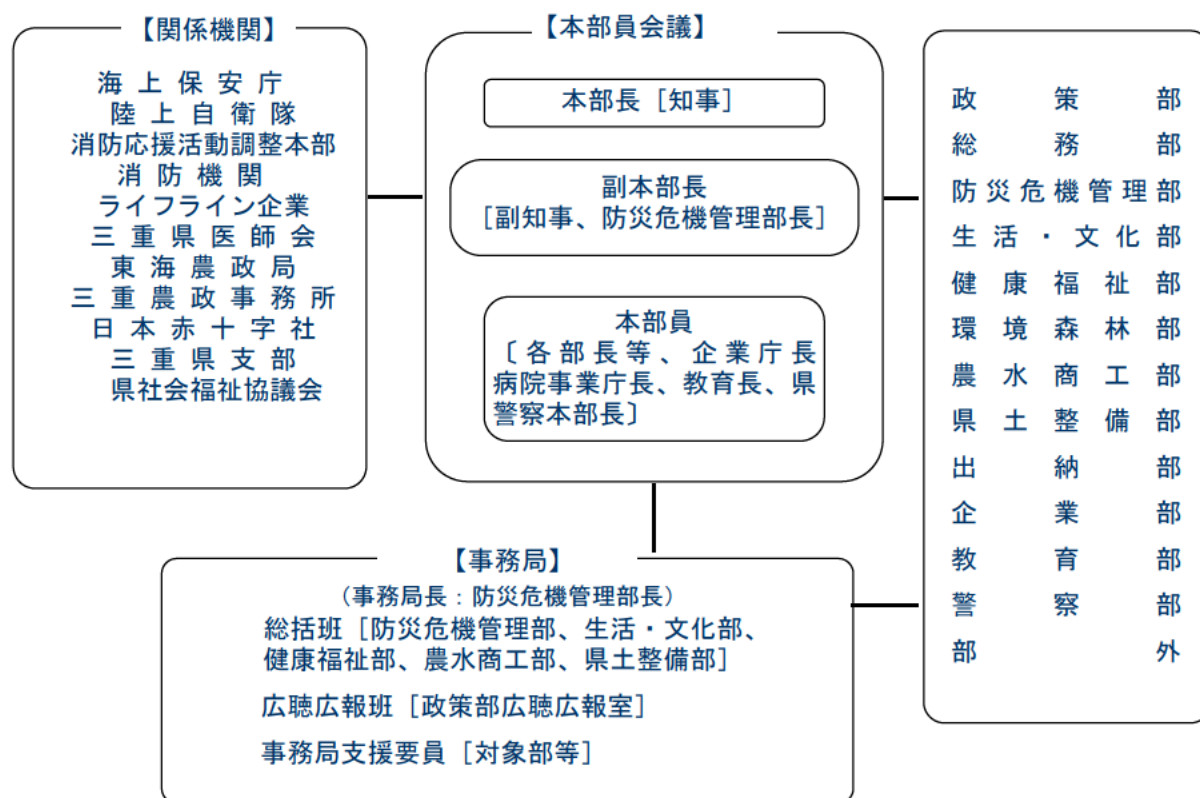 【関係機関】
海上保安庁
陸上自衛隊
消防応援活動調整本部
消防機関
ライフライン企業
三重県医師会
東海農政局
三重農政事務所
日本赤十字社
三重県支部
県社会福祉協議会
【本部員会議】
本部長［知事］
副本部長
［副知事、防災危機管理部長］
本部員
〔各部長等、企業庁長
病院事業庁長、教育長、県
警察本部長〕
政策部
総務部
防災危機管理部
生活・文化部
健康福祉部
環境森林部
農水商工部
県土整備部
出納部
企業部
教育部
警察部
部外
【事務局】
（事務局長：防災危機管理部長）
総括班［防災危機管理部、生活・文化部、
健康福祉部、農水商工部、県土整備部］
広聴広報班［政策部広聴広報室］
事務局支援要員［対象部等］